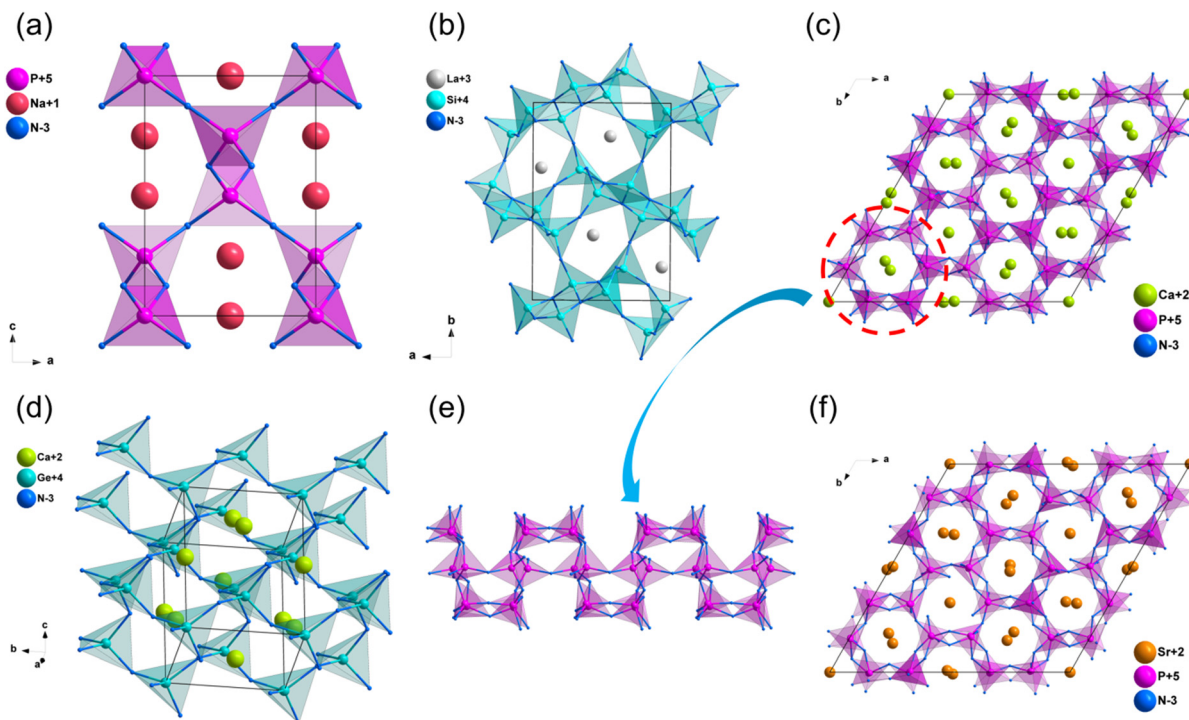 (a)
P+5
Na+1
N-3
c
a
(b)
La+3
Si+4
N-3
b
a
(c)
a
b
Ca+2
P+5
N-3
(d)
Ca+2
Ge+4
N-3
c
b
a
(e)
(f)
a
b
Sr+2
P+5
N-3